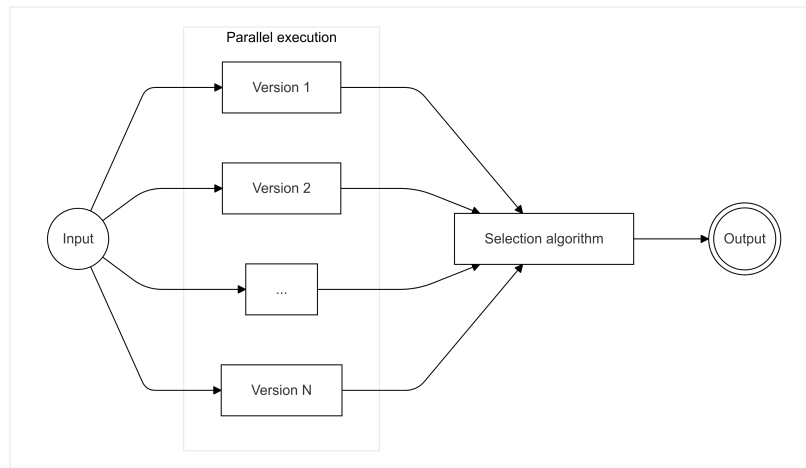 Parallel execution
Version 1
Version 2
Input
Selection algorithm
Output
...
Version N